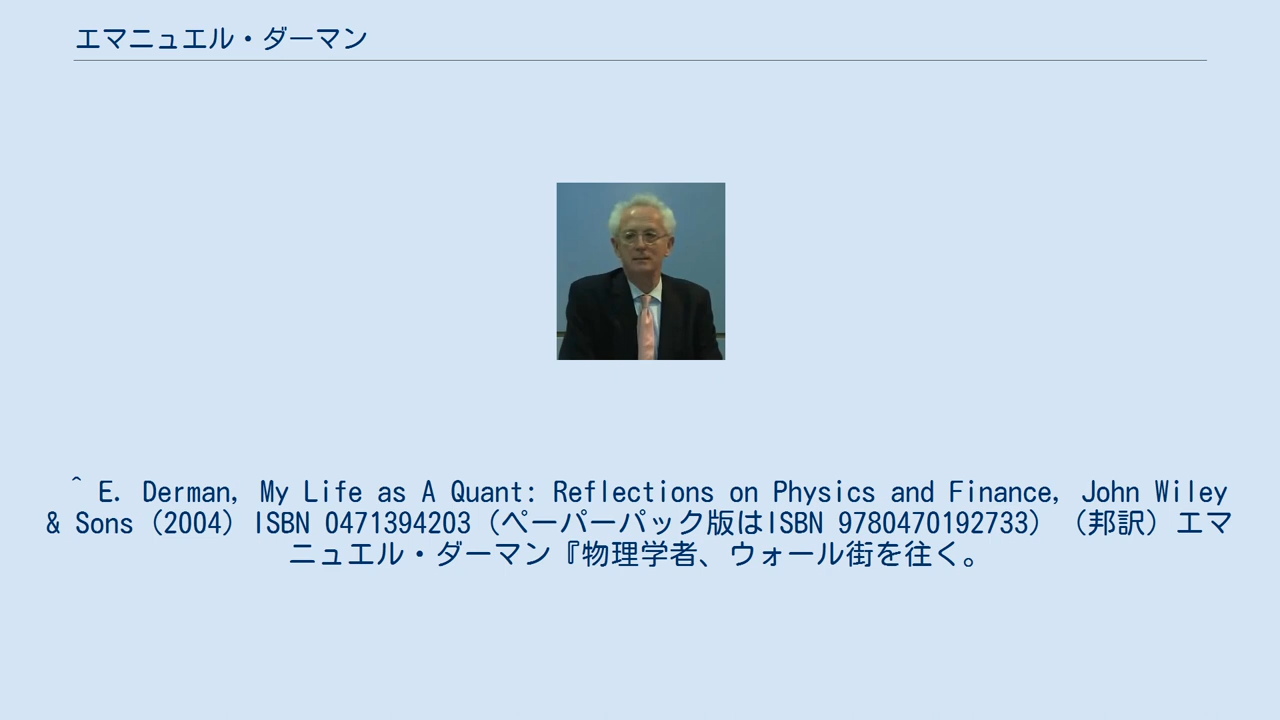 エマニュエル・ダーマン
^ E. Derman, My Life as A Quant: Reflections on Physics and Finance, John Wiley
& Sons (2004) ISBN 0471394203（ペーパーパック版はISBN 9780470192733）（邦訳）エマ
ニュエル・ダーマン『物理学者、ウォール街を往く。